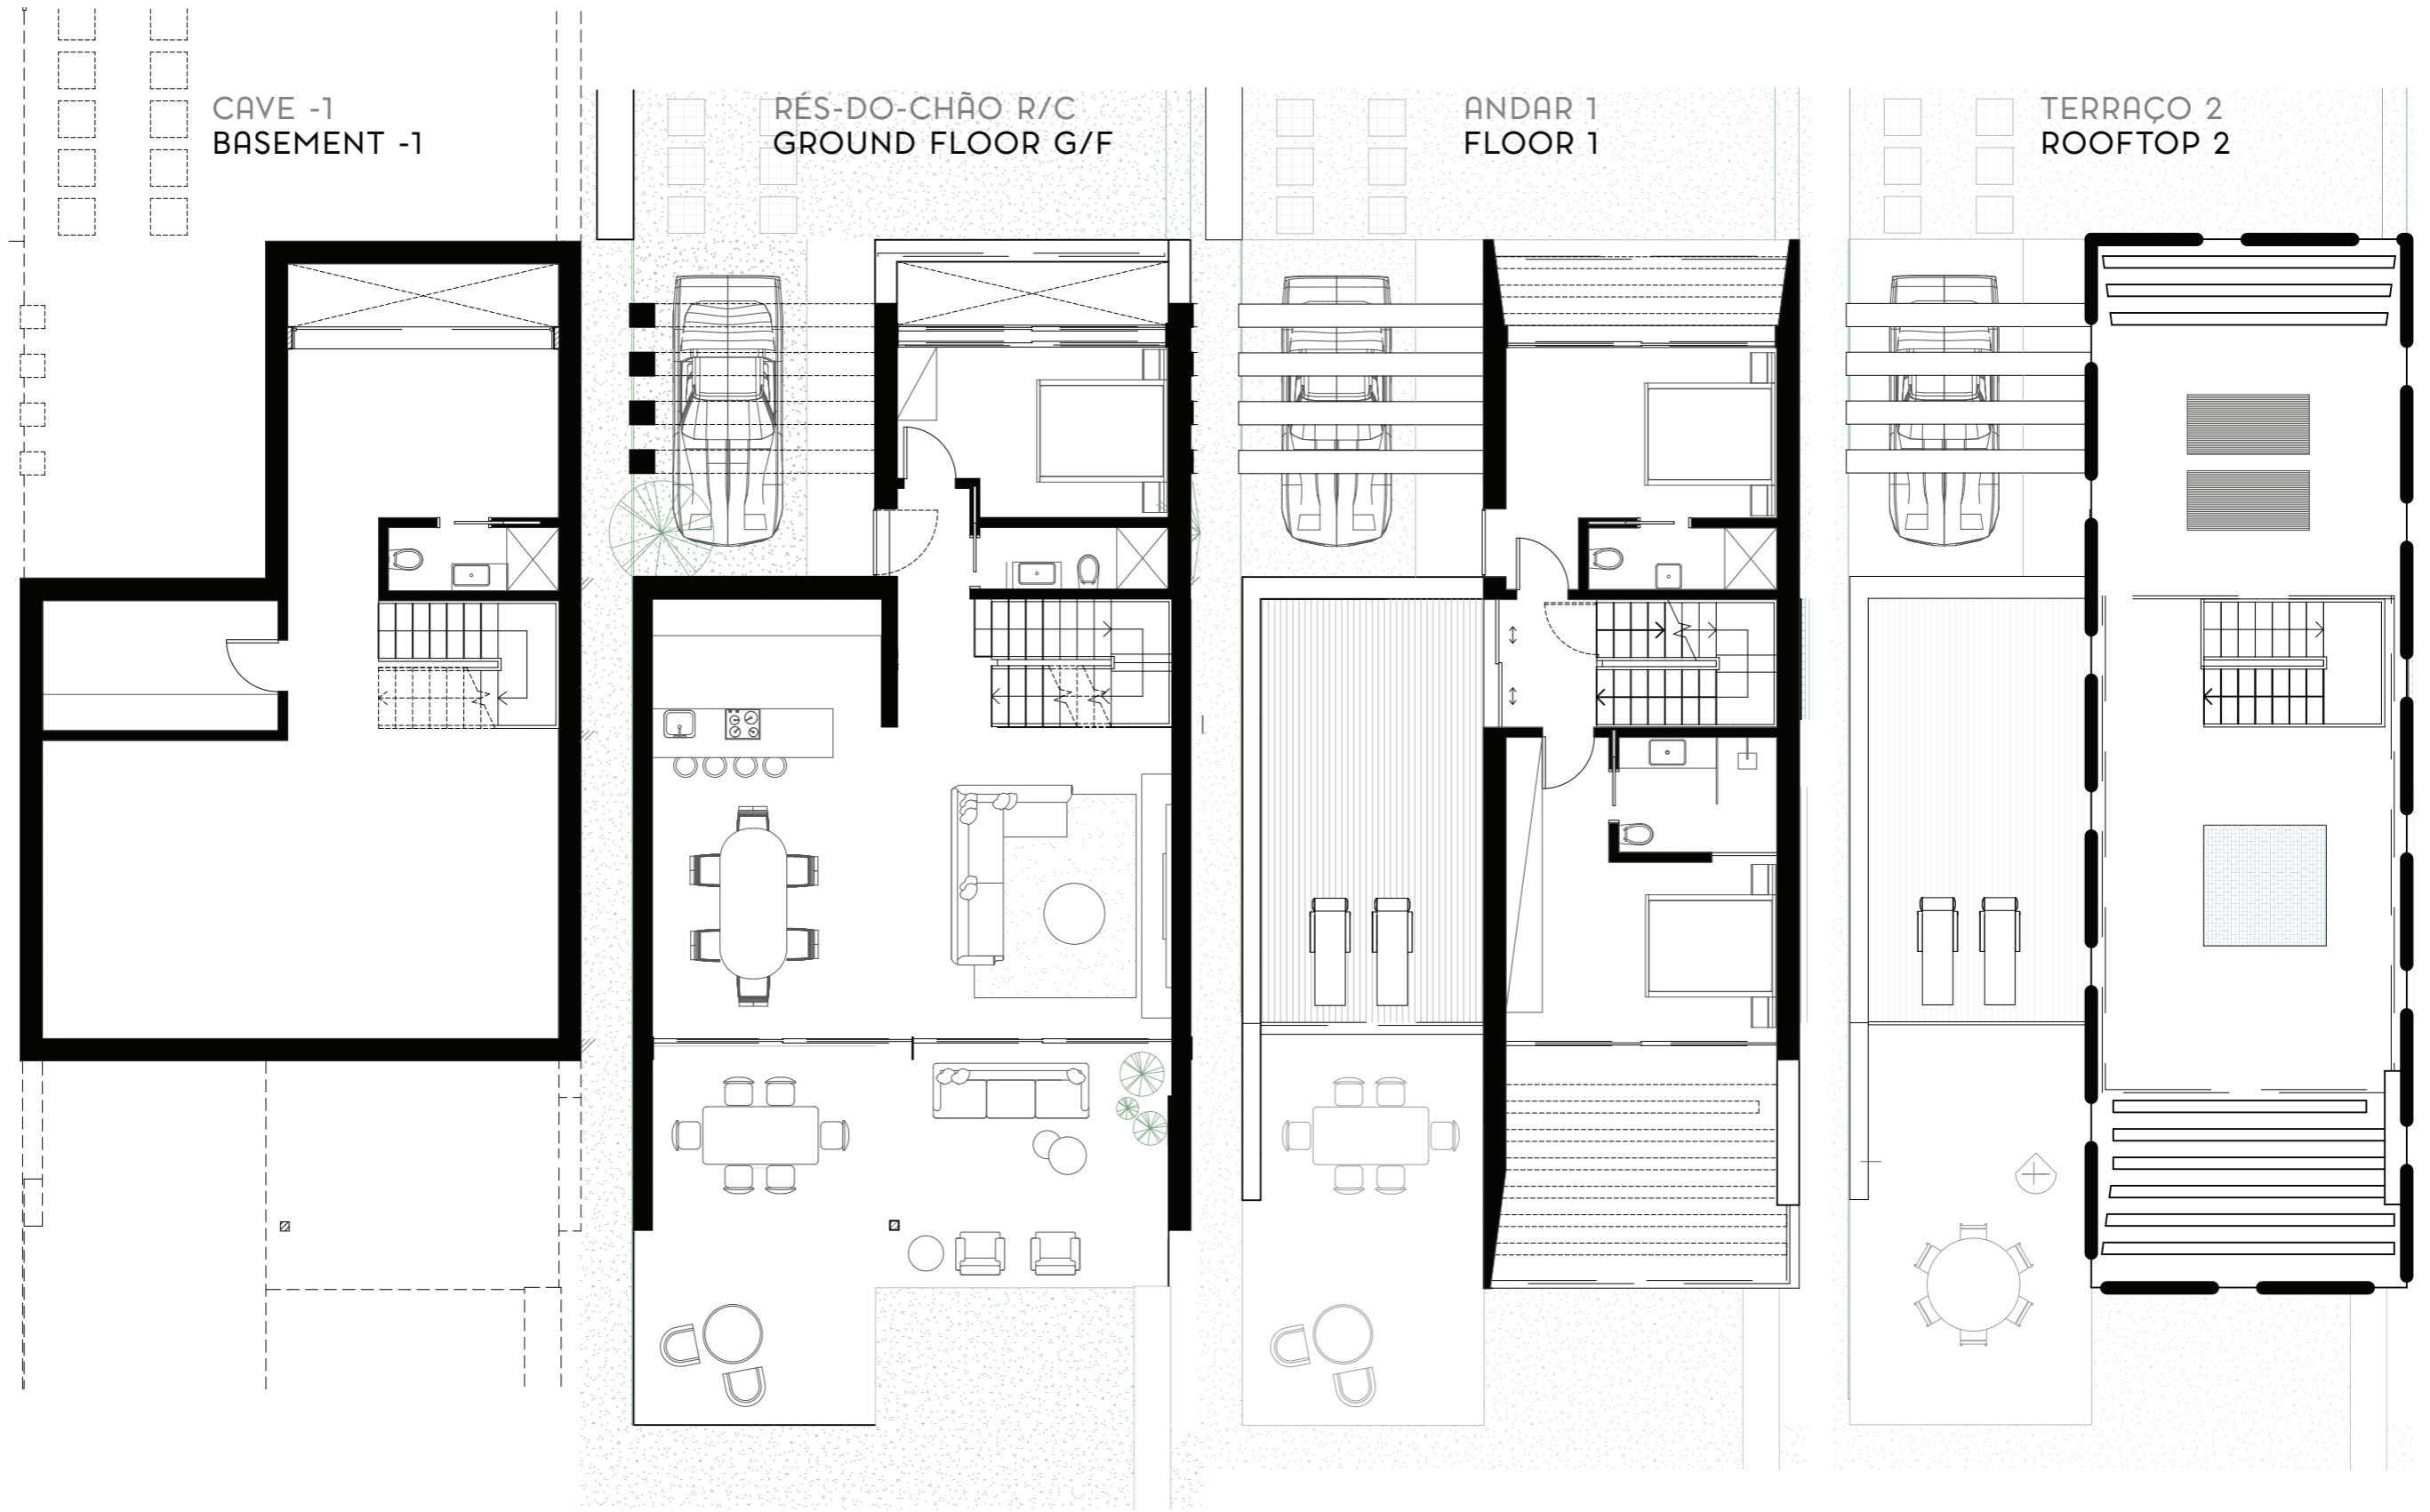 CAVE -1
BASEMENT -1
RÉS-DO-CHÃO R/C
GROUND FLOOR G/F
ANDAR 1
FLOOR 1
TERRAÇO 2
ROOFTOP 2